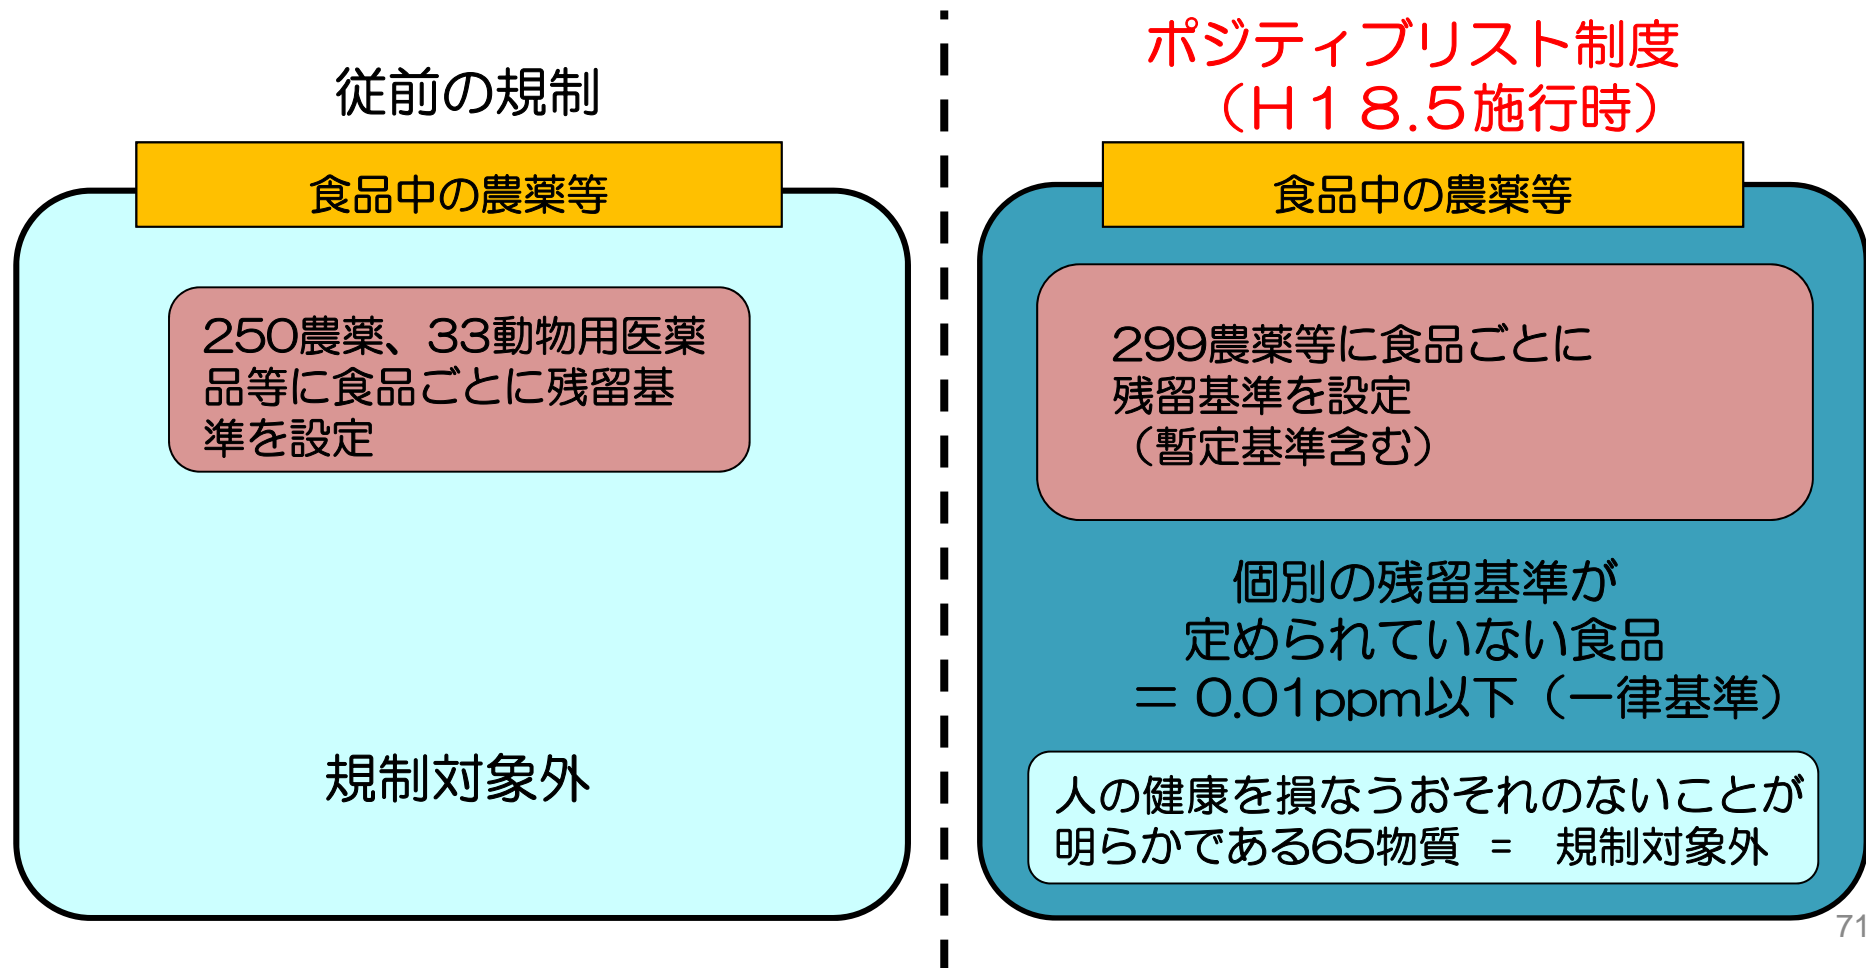 従前の規制
食品中の農薬等
250農薬、33動物用医薬
品等に食品ごとに残留基
準を設定
規制対象外
ポジティブリスト制度
（Ｈ１８.５施行時）
食品中の農薬等
299農薬等に食品ごとに
残留基準を設定
（暫定基準含む）
個別の残留基準が
定められていない食品
＝ 0.01ppm以下（一律基準）
人の健康を損なうおそれのないことが
明らかである65物質 = 規制対象外
71